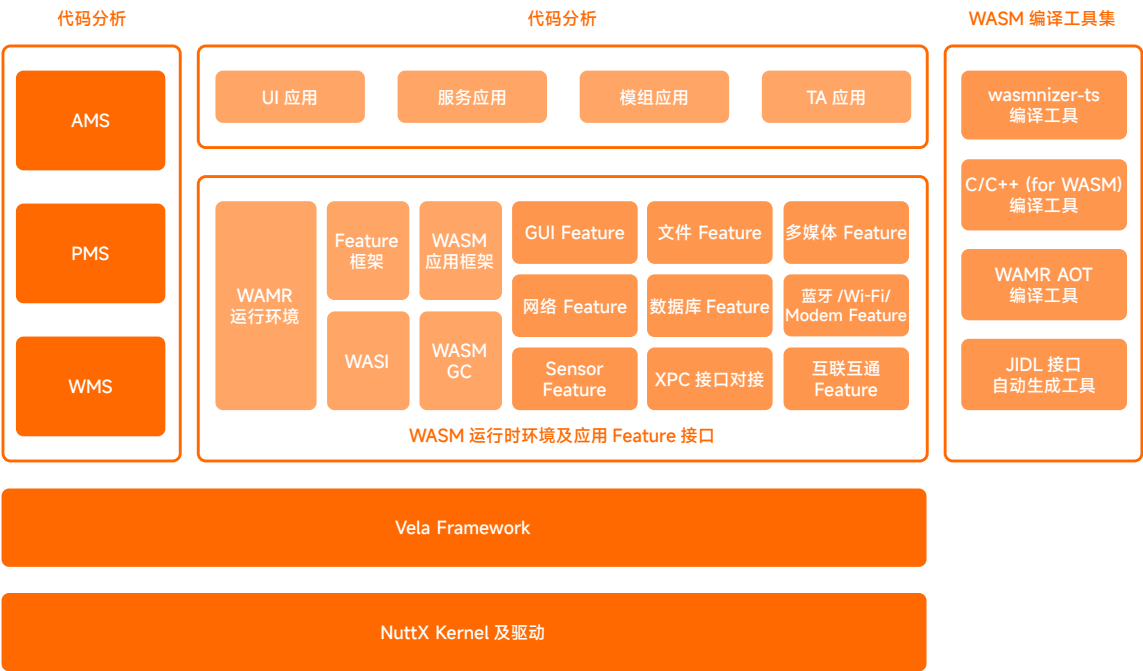 代码分析
AMS
PMS
WMS
代码分析
UI 应用
服务应用
模组应用
TA 应用
WAMR
运行环境
Feature
框架
WASM
应用框架
WASI
WASM
GC
GUI Feature
文件 Feature
多媒体 Feature
网络 Feature
数据库 Feature
蓝牙 /Wi-Fi/
Modem Feature
Sensor
Feature
XPC 接口对接
互联互通
Feature
WASM 运行时环境及应用 Feature 接口
WASM 编译工具集
wasmnizer-ts
编译工具
C/C++ (for WASM)
编译工具
WAMR AOT
编译工具
JIDL 接口
自动生成工具
Vela Framework
NuttX Kernel 及驱动